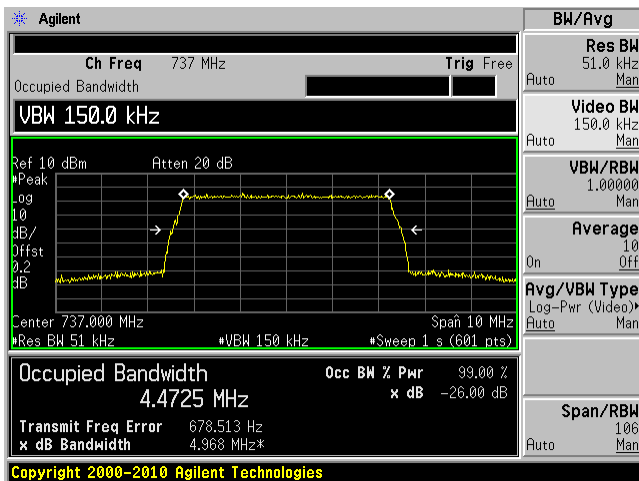 Agilent
BW/Avg
Ch Freq 737 MHz Trig Free
Occupied Bandwidth
VBW 150.0 kHz
Ref 10 dBm Atten 20 dB
#Peak
Log
10
dB/
Offst
0.2
dB
Center 737.000 MHz Span 10 MHz
#Res BW 51 kHz #VBW 150 kHz #Sweep 1 s (601 pts)
Occupied Bandwidth Occ BW % Pwr 99.00 %
4.4725 MHz x dB -26.00 dB
Transmit Freq Error 678.513 Hz
x dB Bandwidth 4.968 MHz*
Res BW
51.0 kHz
Auto Man
Video BW
150.0 kHz
Auto Man
VBW/RBW
1.00000
Auto Man
Average
10
On Off
Avg/VBW Type
Log-Pwr (Video)
Auto Man
Span/RBW
106
Auto Man
Copyright 2000-2010 Agilent Technologies